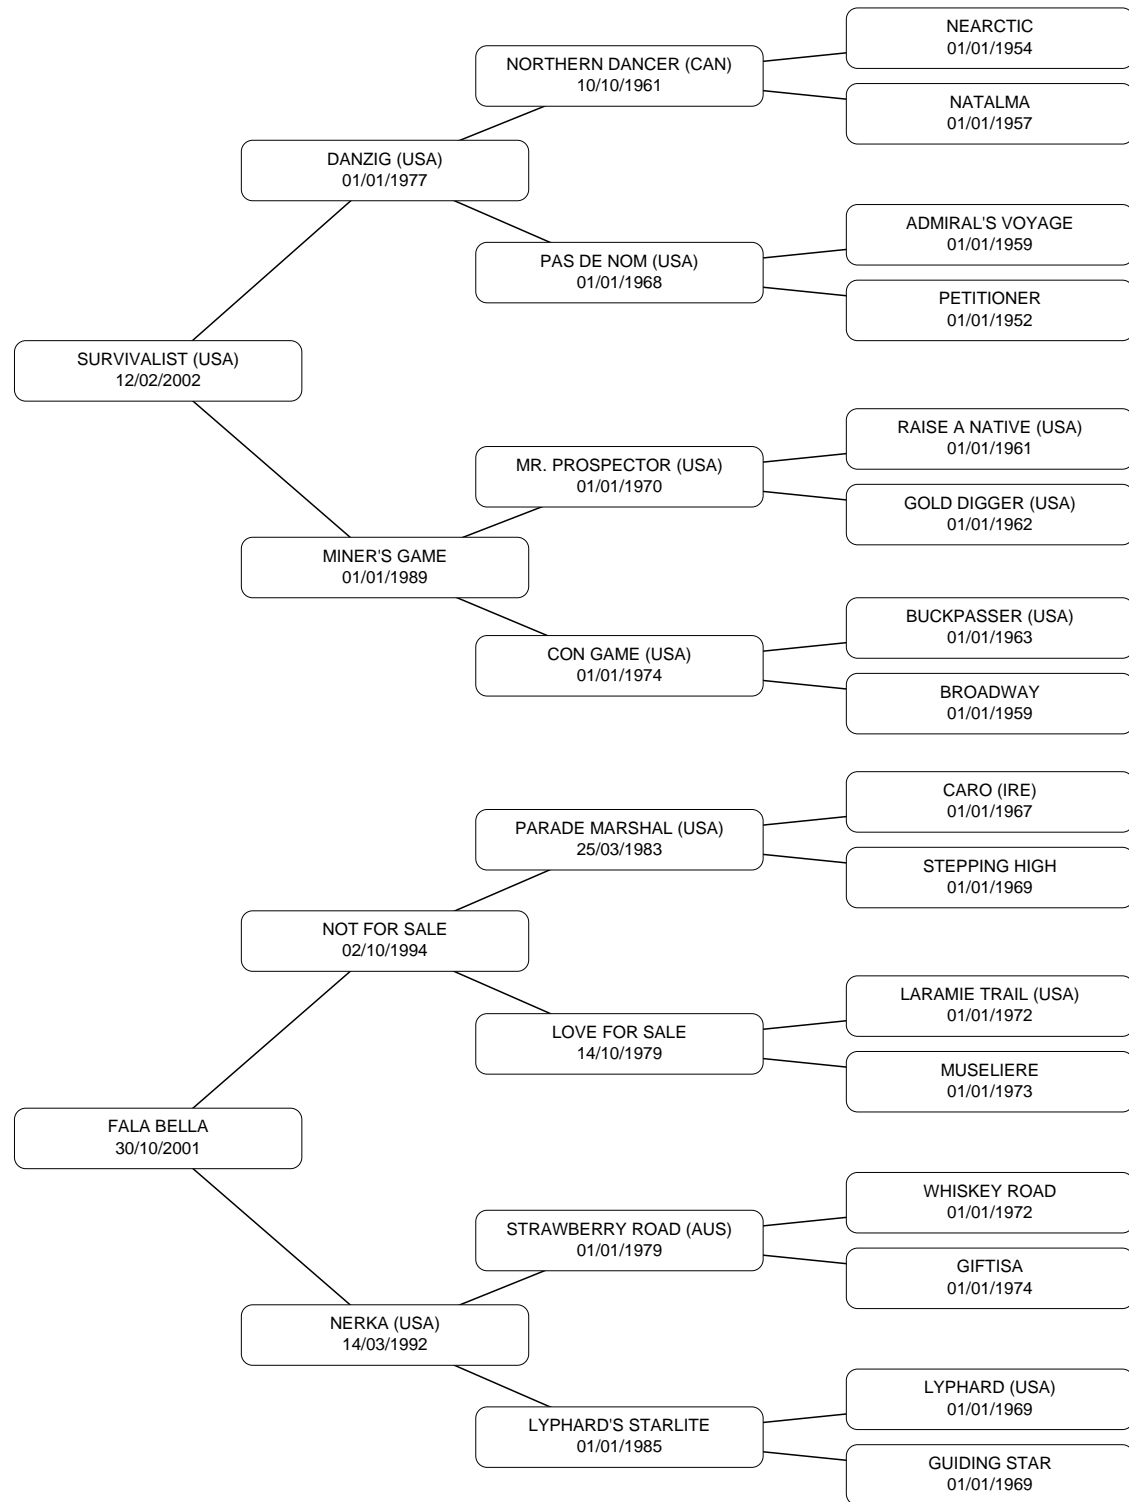 NEARCTIC
01/01/1954
NORTHERN DANCER (CAN)
10/10/1961
NATALMA
01/01/1957
DANZIG (USA)
01/01/1977
ADMIRAL'S VOYAGE
01/01/1959
PAS DE NOM (USA)
01/01/1968
PETITIONER
01/01/1952
SURVIVALIST (USA)
12/02/2002
RAISE A NATIVE (USA)
01/01/1961
MR. PROSPECTOR (USA)
01/01/1970
GOLD DIGGER (USA)
01/01/1962
MINER'S GAME
01/01/1989
BUCKPASSER (USA)
01/01/1963
CON GAME (USA)
01/01/1974
BROADWAY
01/01/1959
CARO (IRE)
01/01/1967
PARADE MARSHAL (USA)
25/03/1983
STEPPING HIGH
01/01/1969
NOT FOR SALE
02/10/1994
LARAMIE TRAIL (USA)
01/01/1972
LOVE FOR SALE
14/10/1979
MUSELIERE
01/01/1973
FALA BELLA
30/10/2001
WHISKEY ROAD
01/01/1972
STRAWBERRY ROAD (AUS)
01/01/1979
GIFTISA
01/01/1974
NERKA (USA)
14/03/1992
LYPHARD (USA)
01/01/1969
LYPHARD'S STARLITE
01/01/1985
GUIDING STAR
01/01/1969